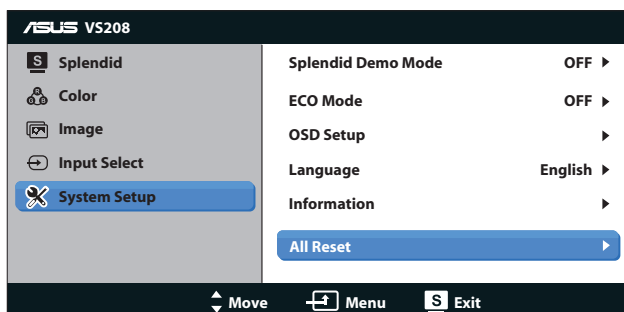 ASUS VS208
S Splendid
Color
Image
Input Select
System Setup
Splendid Demo Mode OFF
ECO Mode OFF
OSD Setup
Language English
Information
All Reset
Move Menu S Exit